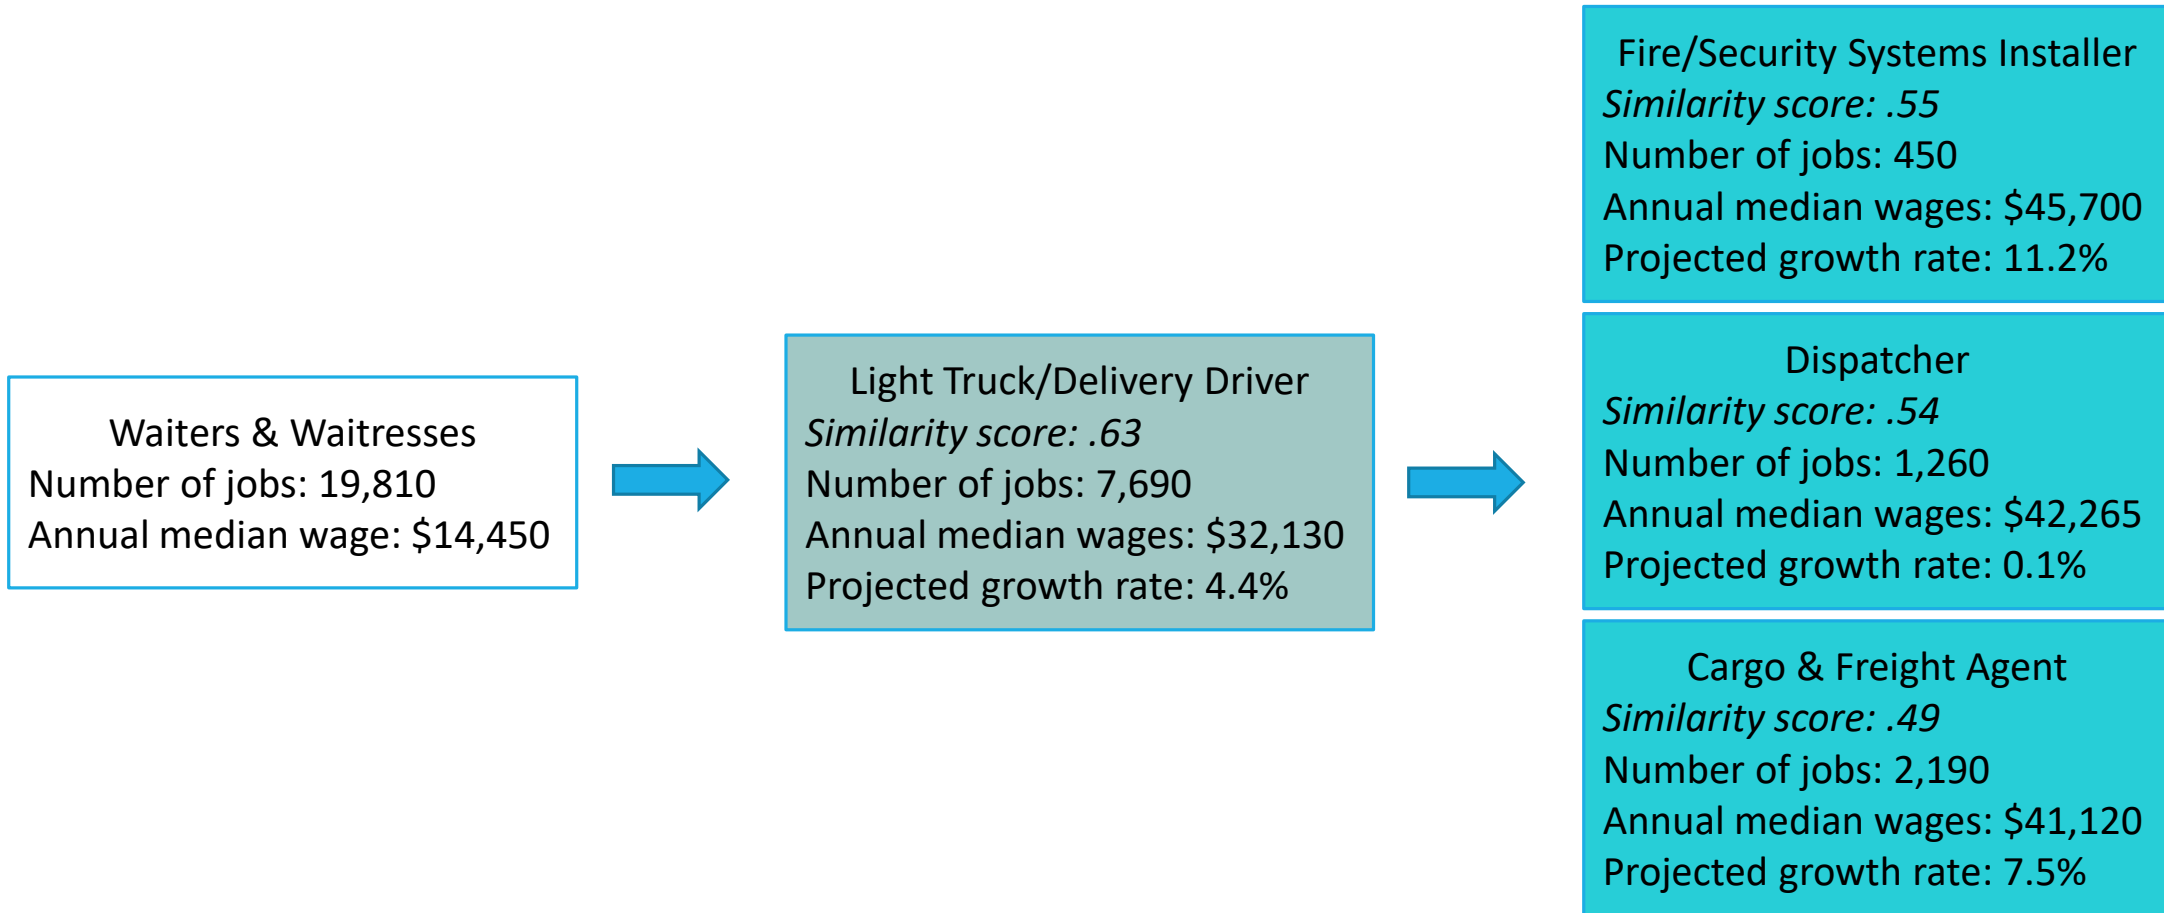 Waiters & Waitresses
Number of jobs: 19,810
Annual median wage: $14,450
Light Truck/Delivery Driver
Similarity score: .63
Number of jobs: 7,690
Annual median wages: $32,130
Projected growth rate: 4.4%
Fire/Security Systems Installer
Similarity score: .55
Number of jobs: 450
Annual median wages: $45,700
Projected growth rate: 11.2%
Dispatcher
Similarity score: .54
Number of jobs: 1,260
Annual median wages: $42,265
Projected growth rate: 0.1%
Cargo & Freight Agent
Similarity score: .49
Number of jobs: 2,190
Annual median wages: $41,120
Projected growth rate: 7.5%